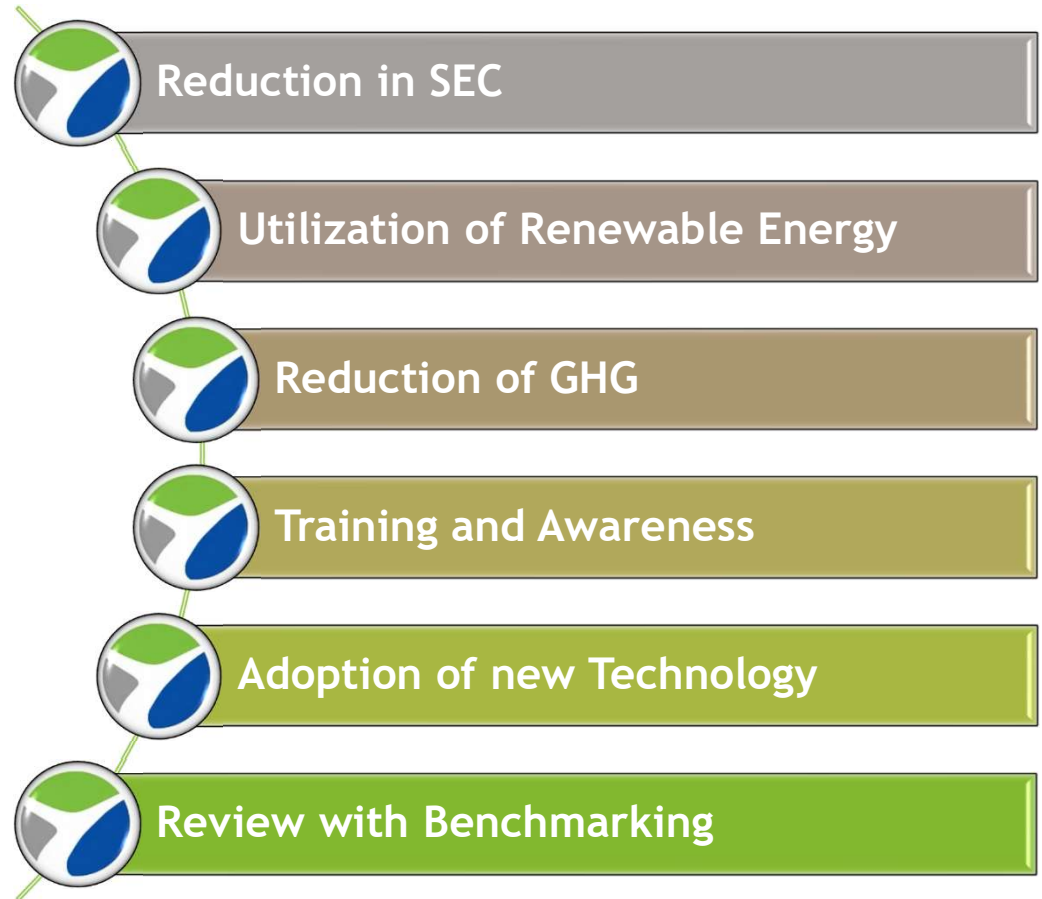 Reduction in SEC
Utilization of Renewable Energy
Reduction of GHG
Training and Awareness
Adoption of new Technology
Review with Benchmarking